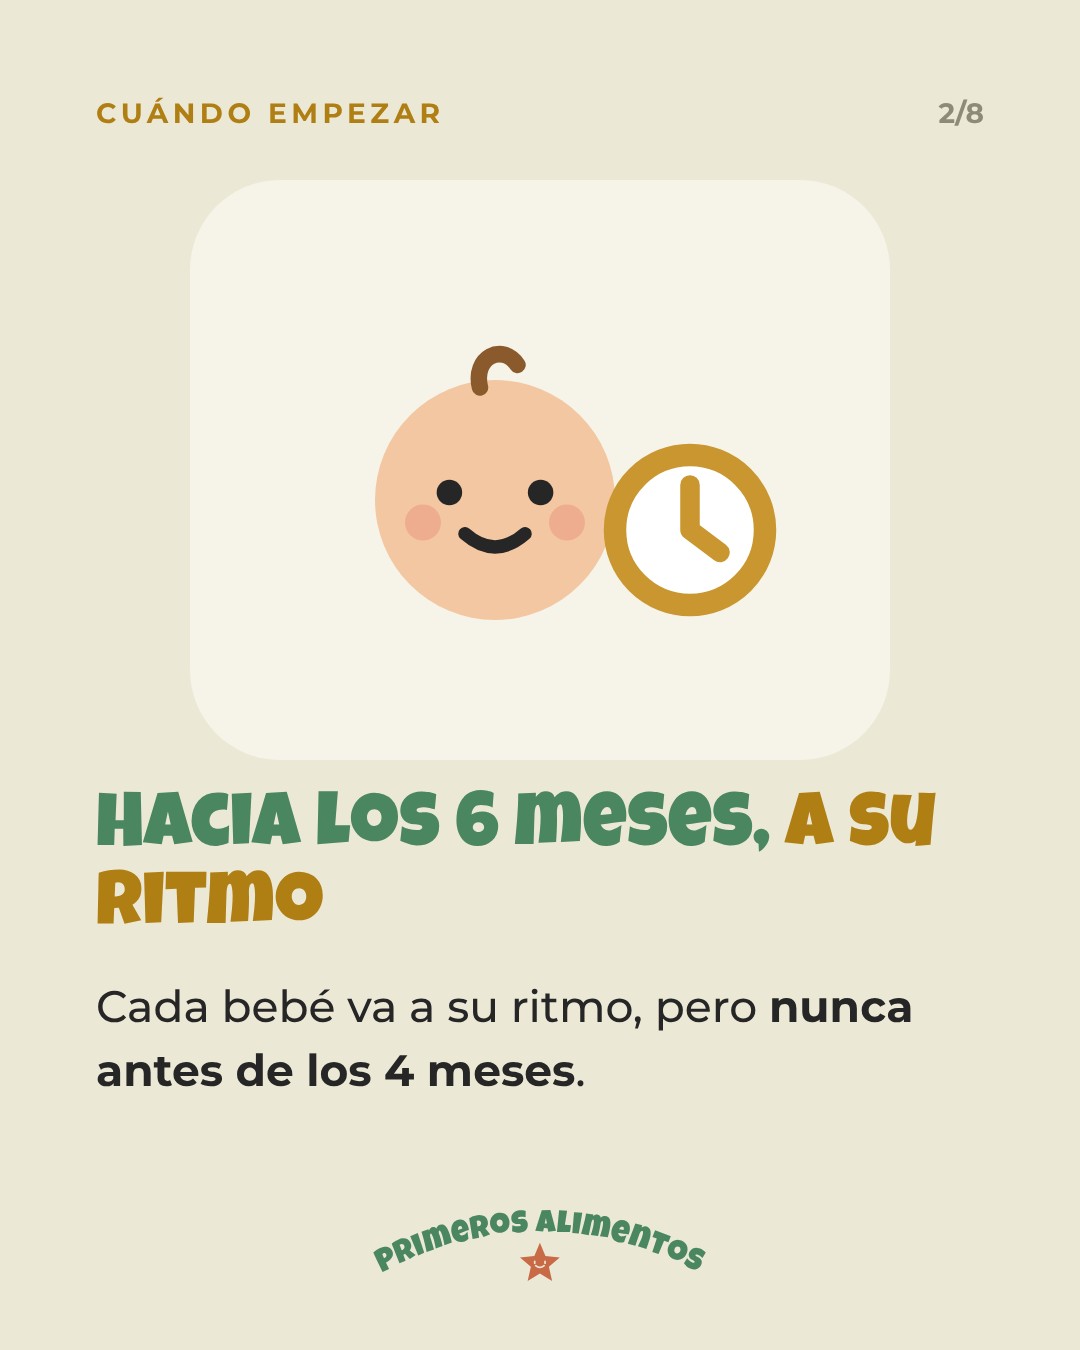 CUÁNDO EMPEZAR
2/8
HACIA LOS 6 meses, A su
RITmo
Cada bebé va a su ritmo, pero nunca
antes de los 4 meses.
PRImeROS ALImenTOS